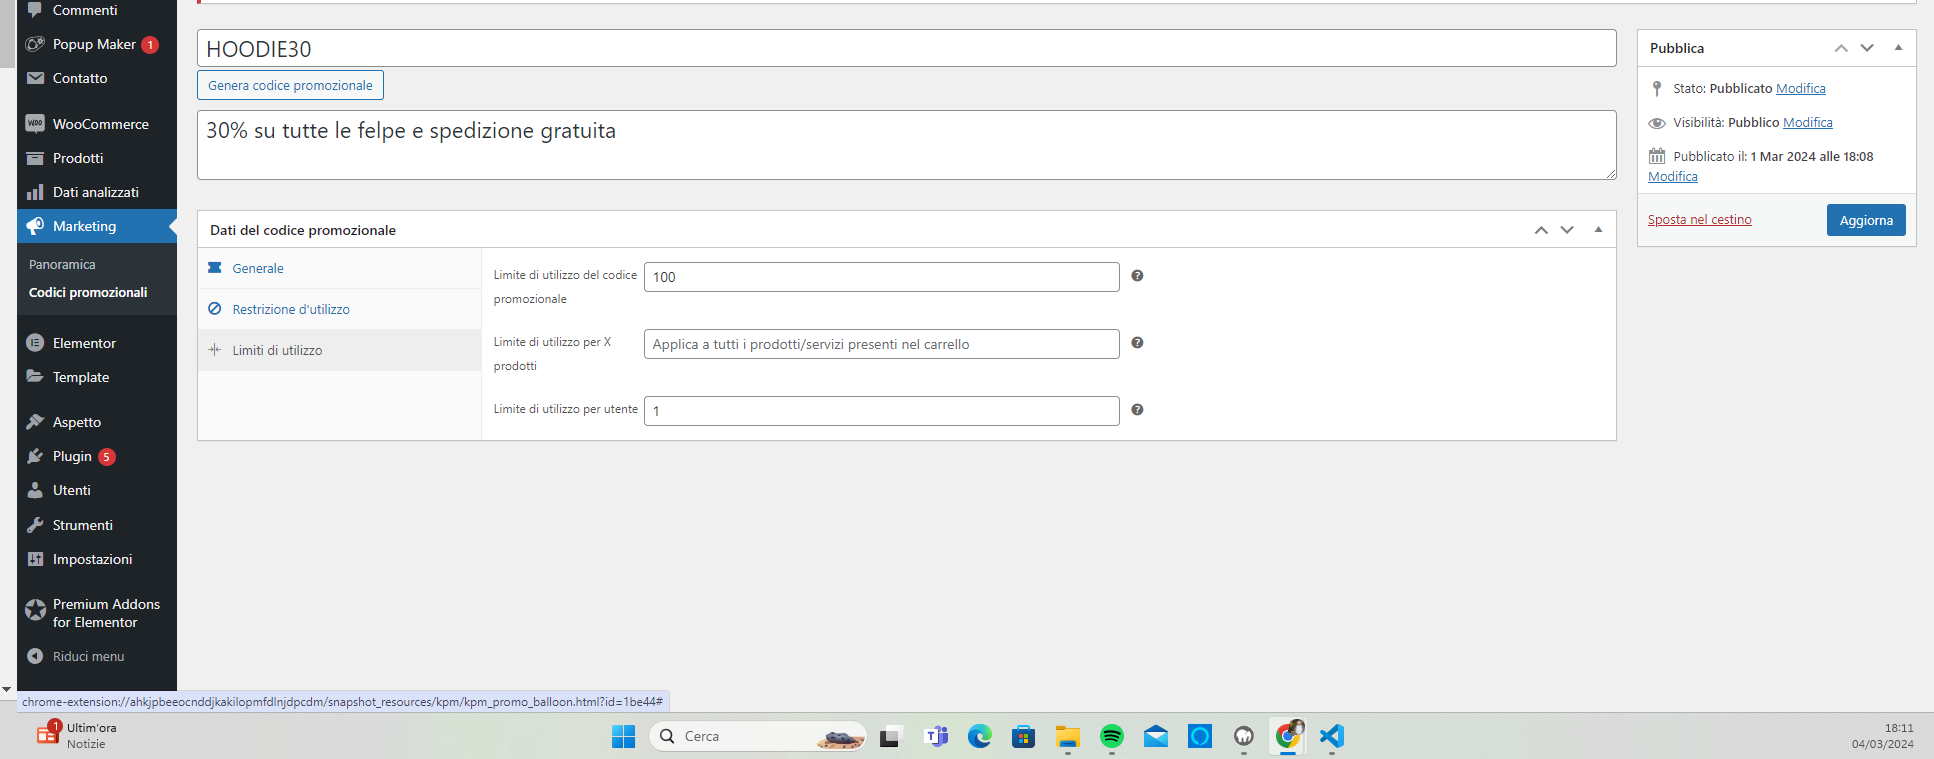 Commenti
Popup Maker 1
Contatto
WooCommerce
Prodotti
Dati analizzati
Marketing
Panoramica
Codici promozionali
Elementor
Template
Aspetto
Plugin 5
Utenti
Strumenti
Impostazioni
Premium Addons
for Elementor
Riduci menu
HOODIE30
Genera codice promozionale
30% su tutte le felpe e spedizione gratuita
Dati del codice promozionale
Generale
Restrizione d'utilizzo
Limiti di utilizzo
Limite di utilizzo del codice
promozionale
100
Limite di utilizzo per X
prodotti
Applica a tutti i prodotti/servizi presenti nel carrello
Limite di utilizzo per utente
1
Pubblica
Stato: Pubblicato Modifica
Visibilità: Pubblico Modifica
Pubblicato il: 1 Mar 2024 alle 18:08
Modifica
Sposta nel cestino
Aggiorna
chrome-extension://ahkjpbeeocnddjkakilopmfdlnjdpcdm/snapshot_resources/kpm/kpm_promo_balloon.html?id=1be44#
1
Ultim'ora
Notizie
Cerca
18:11
04/03/2024